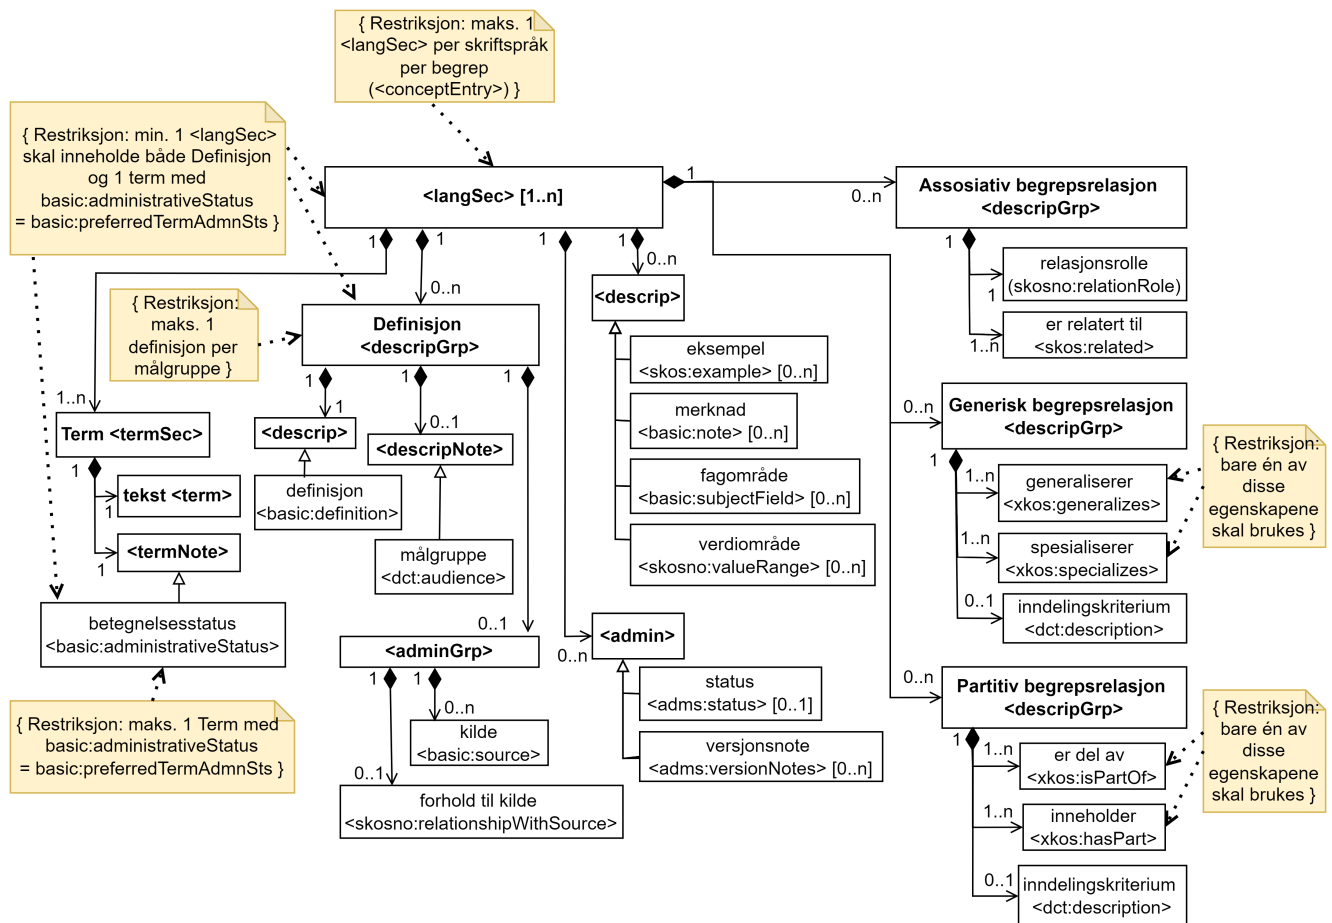 { Restriksjon: maks. 1
<langSec> per skriftspråk
per begrep
(<conceptEntry>) }
{ Restriksjon: min. 1 <langSec>
skal inneholde både Definisjon
og 1 term med
basic:administrativeStatus
= basic:preferredTermAdmnSts }
<langSec> [1..n]
1
1
1
1
1
0..n
0..n
Assosiativ begrepsrelasjon
<descripGrp>
1
relasjonsrolle
(skosno:relationRole)
1
er relatert til
<skos:related>
1..n
0..n
<descrip>
eksempel
<skos:example> [0..n]
merknad
<basic:note> [0..n]
fagområde
<basic:subjectField> [0..n]
verdiområde
<skosno:valueRange> [0..n]
{ Restriksjon:
maks. 1
definisjon per
målgruppe }
Definisjon
<descripGrp>
1
1
1
1
<descrip>
definisjon
<basic:definition>
0..1
<descripNote>
målgruppe
<dct:audience>
1..n
Term <termSec>
1
tekst <term>
1
<termNote>
1
betegnelsesstatus
<basic:administrativeStatus>
{ Restriksjon: maks. 1 Term med
basic:administrativeStatus
= basic:preferredTermAdmnSts }
0..1
<adminGrp>
1
1
0..n
kilde
<basic:source>
0..1
forhold til kilde
<skosno:relationshipWithSource>
0..n
<admin>
status
<adms:status> [0..1]
versjonsnote
<adms:versionNotes> [0..n]
0..n
Generisk begrepsrelasjon
<descripGrp>
1
1..n
generaliserer
<xkos:generalizes>
1..n
spesialiserer
<xkos:specializes>
0..1
inndelingskriterium
<dct:description>
{ Restriksjon:
bare én av
disse
egenskapene
skal brukes }
0..n
Partitiv begrepsrelasjon
<descripGrp>
1
1..n
er del av
<xkos:isPartOf>
1..n
inneholder
<xkos:hasPart>
0..1
inndelingskriterium
<dct:description>
{ Restriksjon:
bare én av
disse
egenskapene
skal brukes }